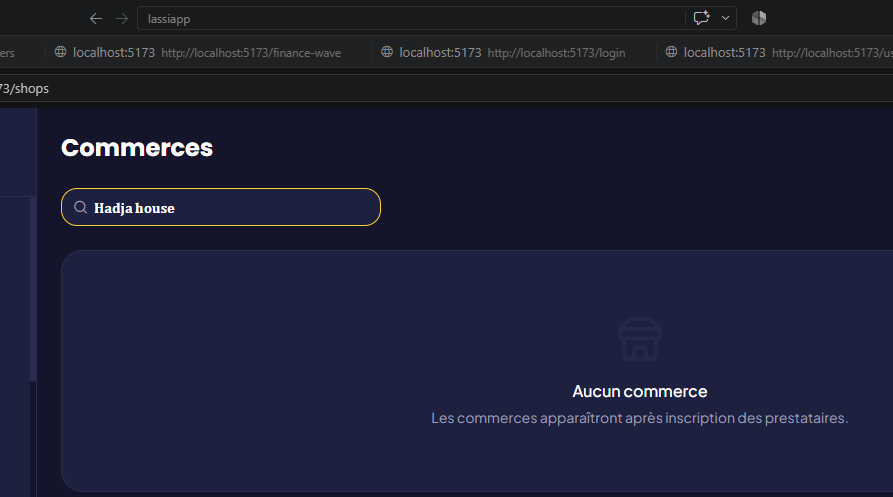 lassiapp
ers
localhost:5173 http://localhost:5173/finance-wave
localhost:5173 http://localhost:5173/login
localhost:5173 http://localhost:5173/us
73/shops
Commerces
Hadja house
Aucun commerce
Les commerces apparaîtront après inscription des prestataires.